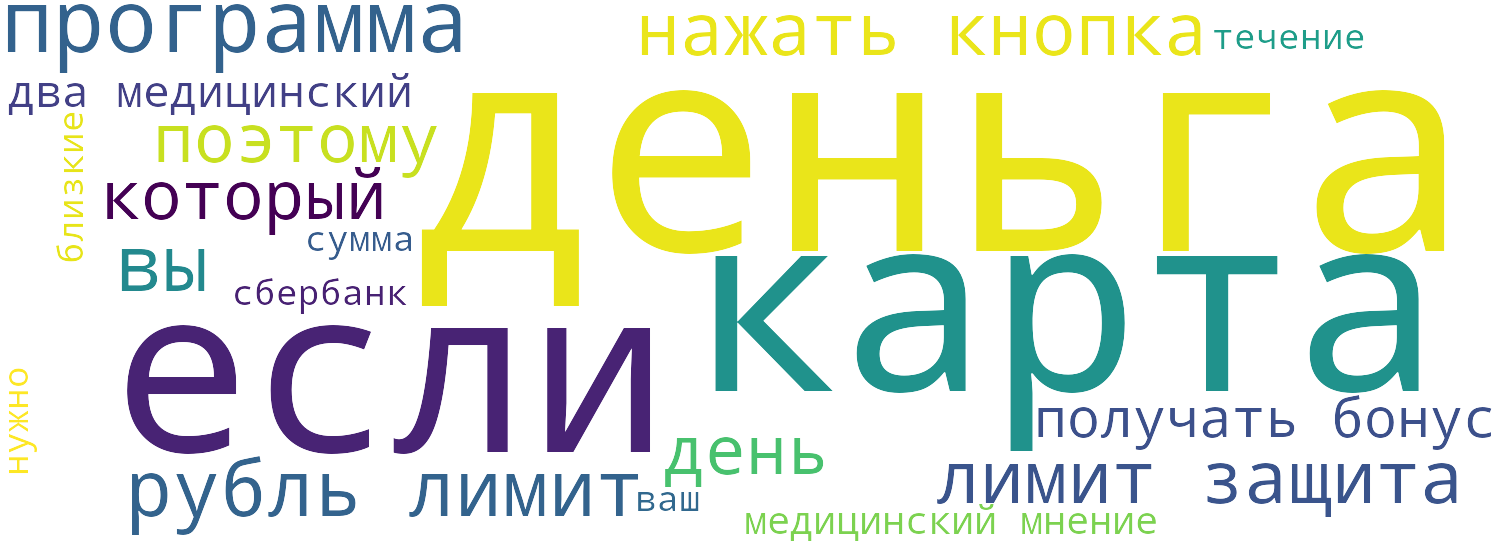 программа
нажать кнопка
течение
два медицинский
деньга
поэтому
близкие
который
сумма
вы
карта
сбербанк
если
нужно
получать бонус
день
рубль лимит
лимит защита
ваш
медицинский мнение